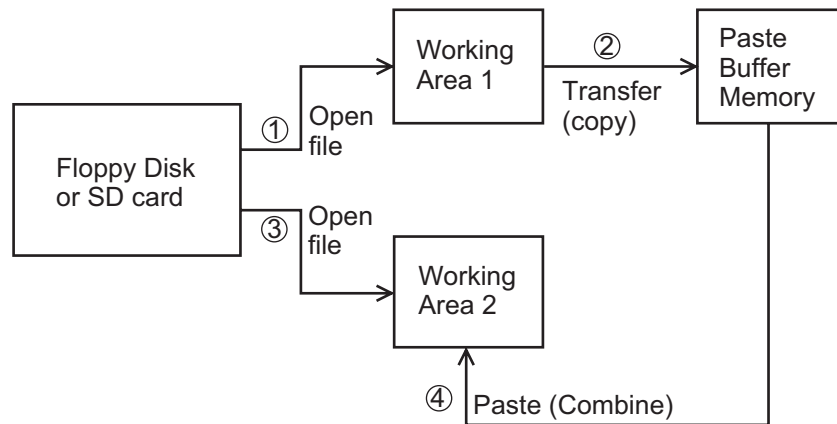 Floppy Disk
or SD card
①
Open
file
Working
Area 1
②
Transfer
(copy)
Paste
Buffer
Memory
③
Open
file
Working
Area 2
④
Paste (Combine)